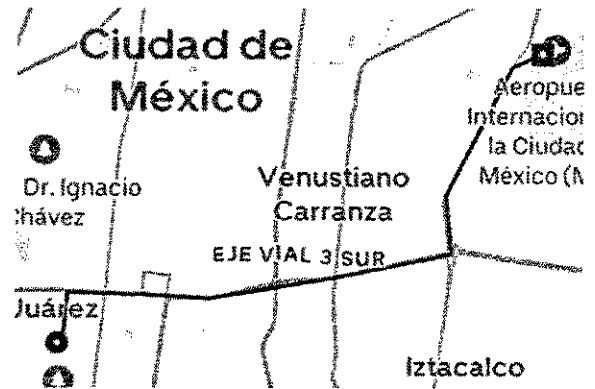 Ciudad de
México
Aeropue
Internacio
la Ciudad
México (
Dr. Ignacio
Chávez
Venustiano
Carranza
EJE VIAL 3 SUR
Juárez
Iztacalco